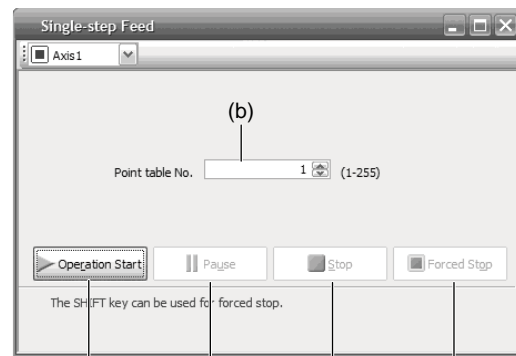 Single-step Feed
Axis1
(b)
Point table No. 1 (1-255)
Operation Start Pause Stop Forced Stop
The SHIFT key can be used for forced stop.